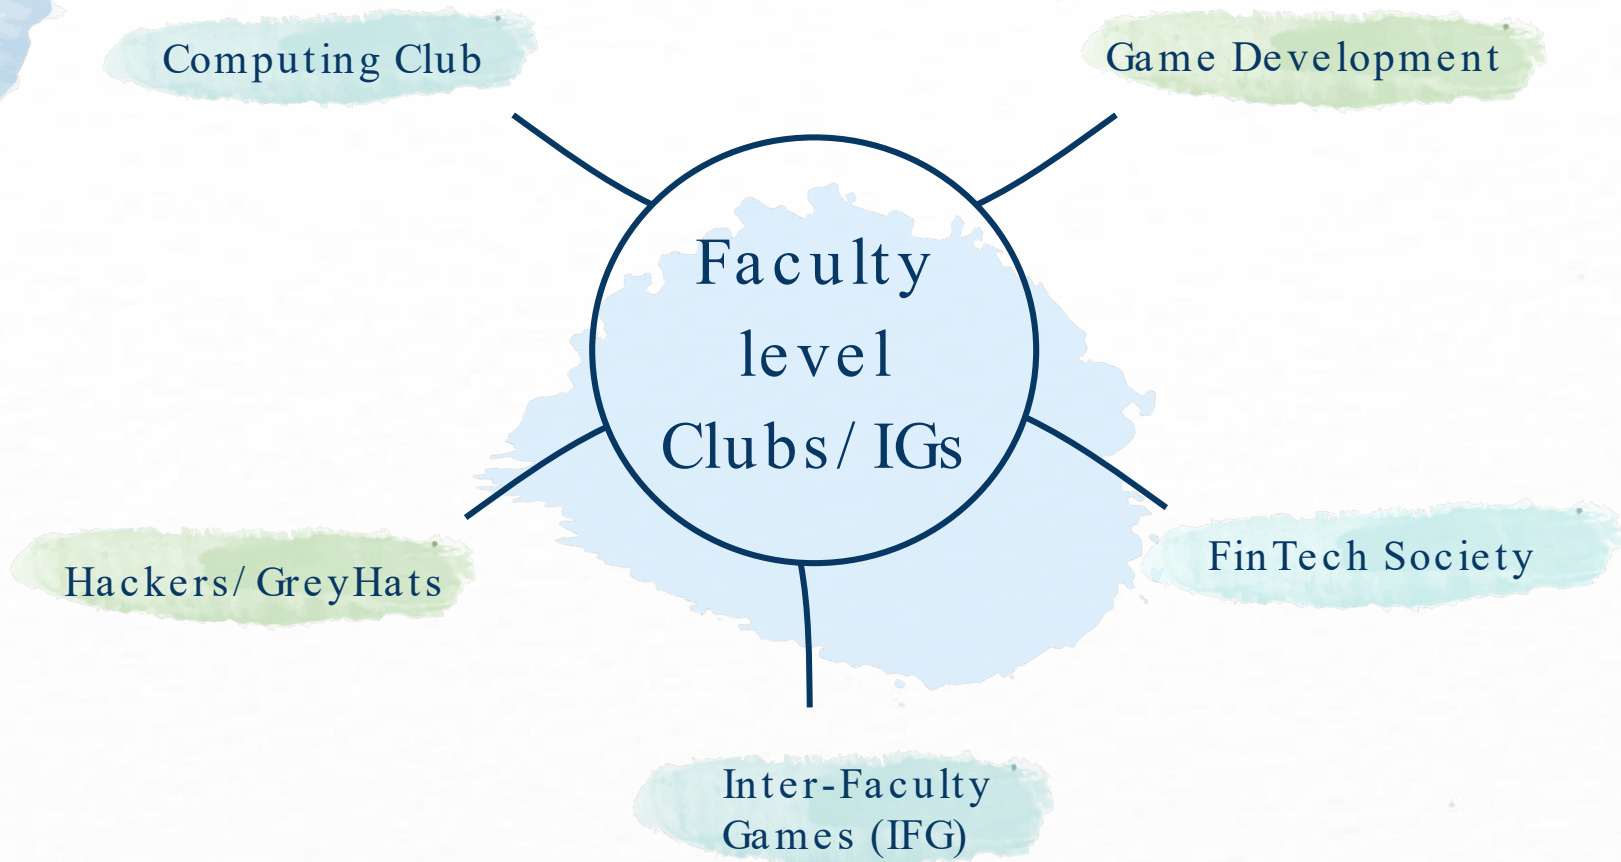 Computing Club
Game Development
Faculty
level
Clubs/ IGs
Hackers/ GreyHats
FinTech Society
Inter-Faculty
Games (IFG)